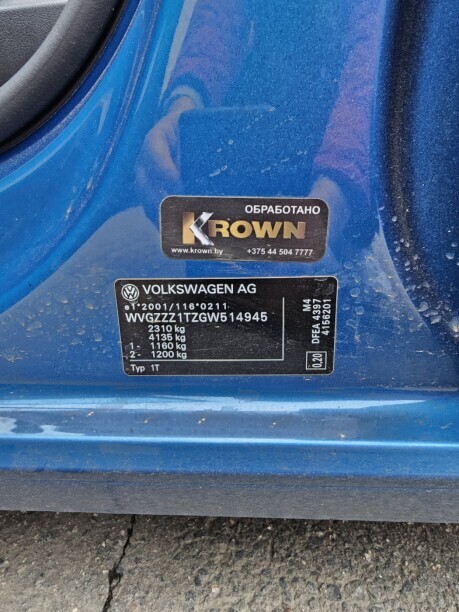 ОБРАБОТАНО
KROWN
www.krown.by +375 44 504 7777
VOLKSWAGEN AG
e1*2001/116*0211
WVGZZZ1TZGW514945
2310 kg
4135 kg
1- 1160 kg
2- 1200 kg
Typ 1T
M4
DFEA 4397
4156201
0,20